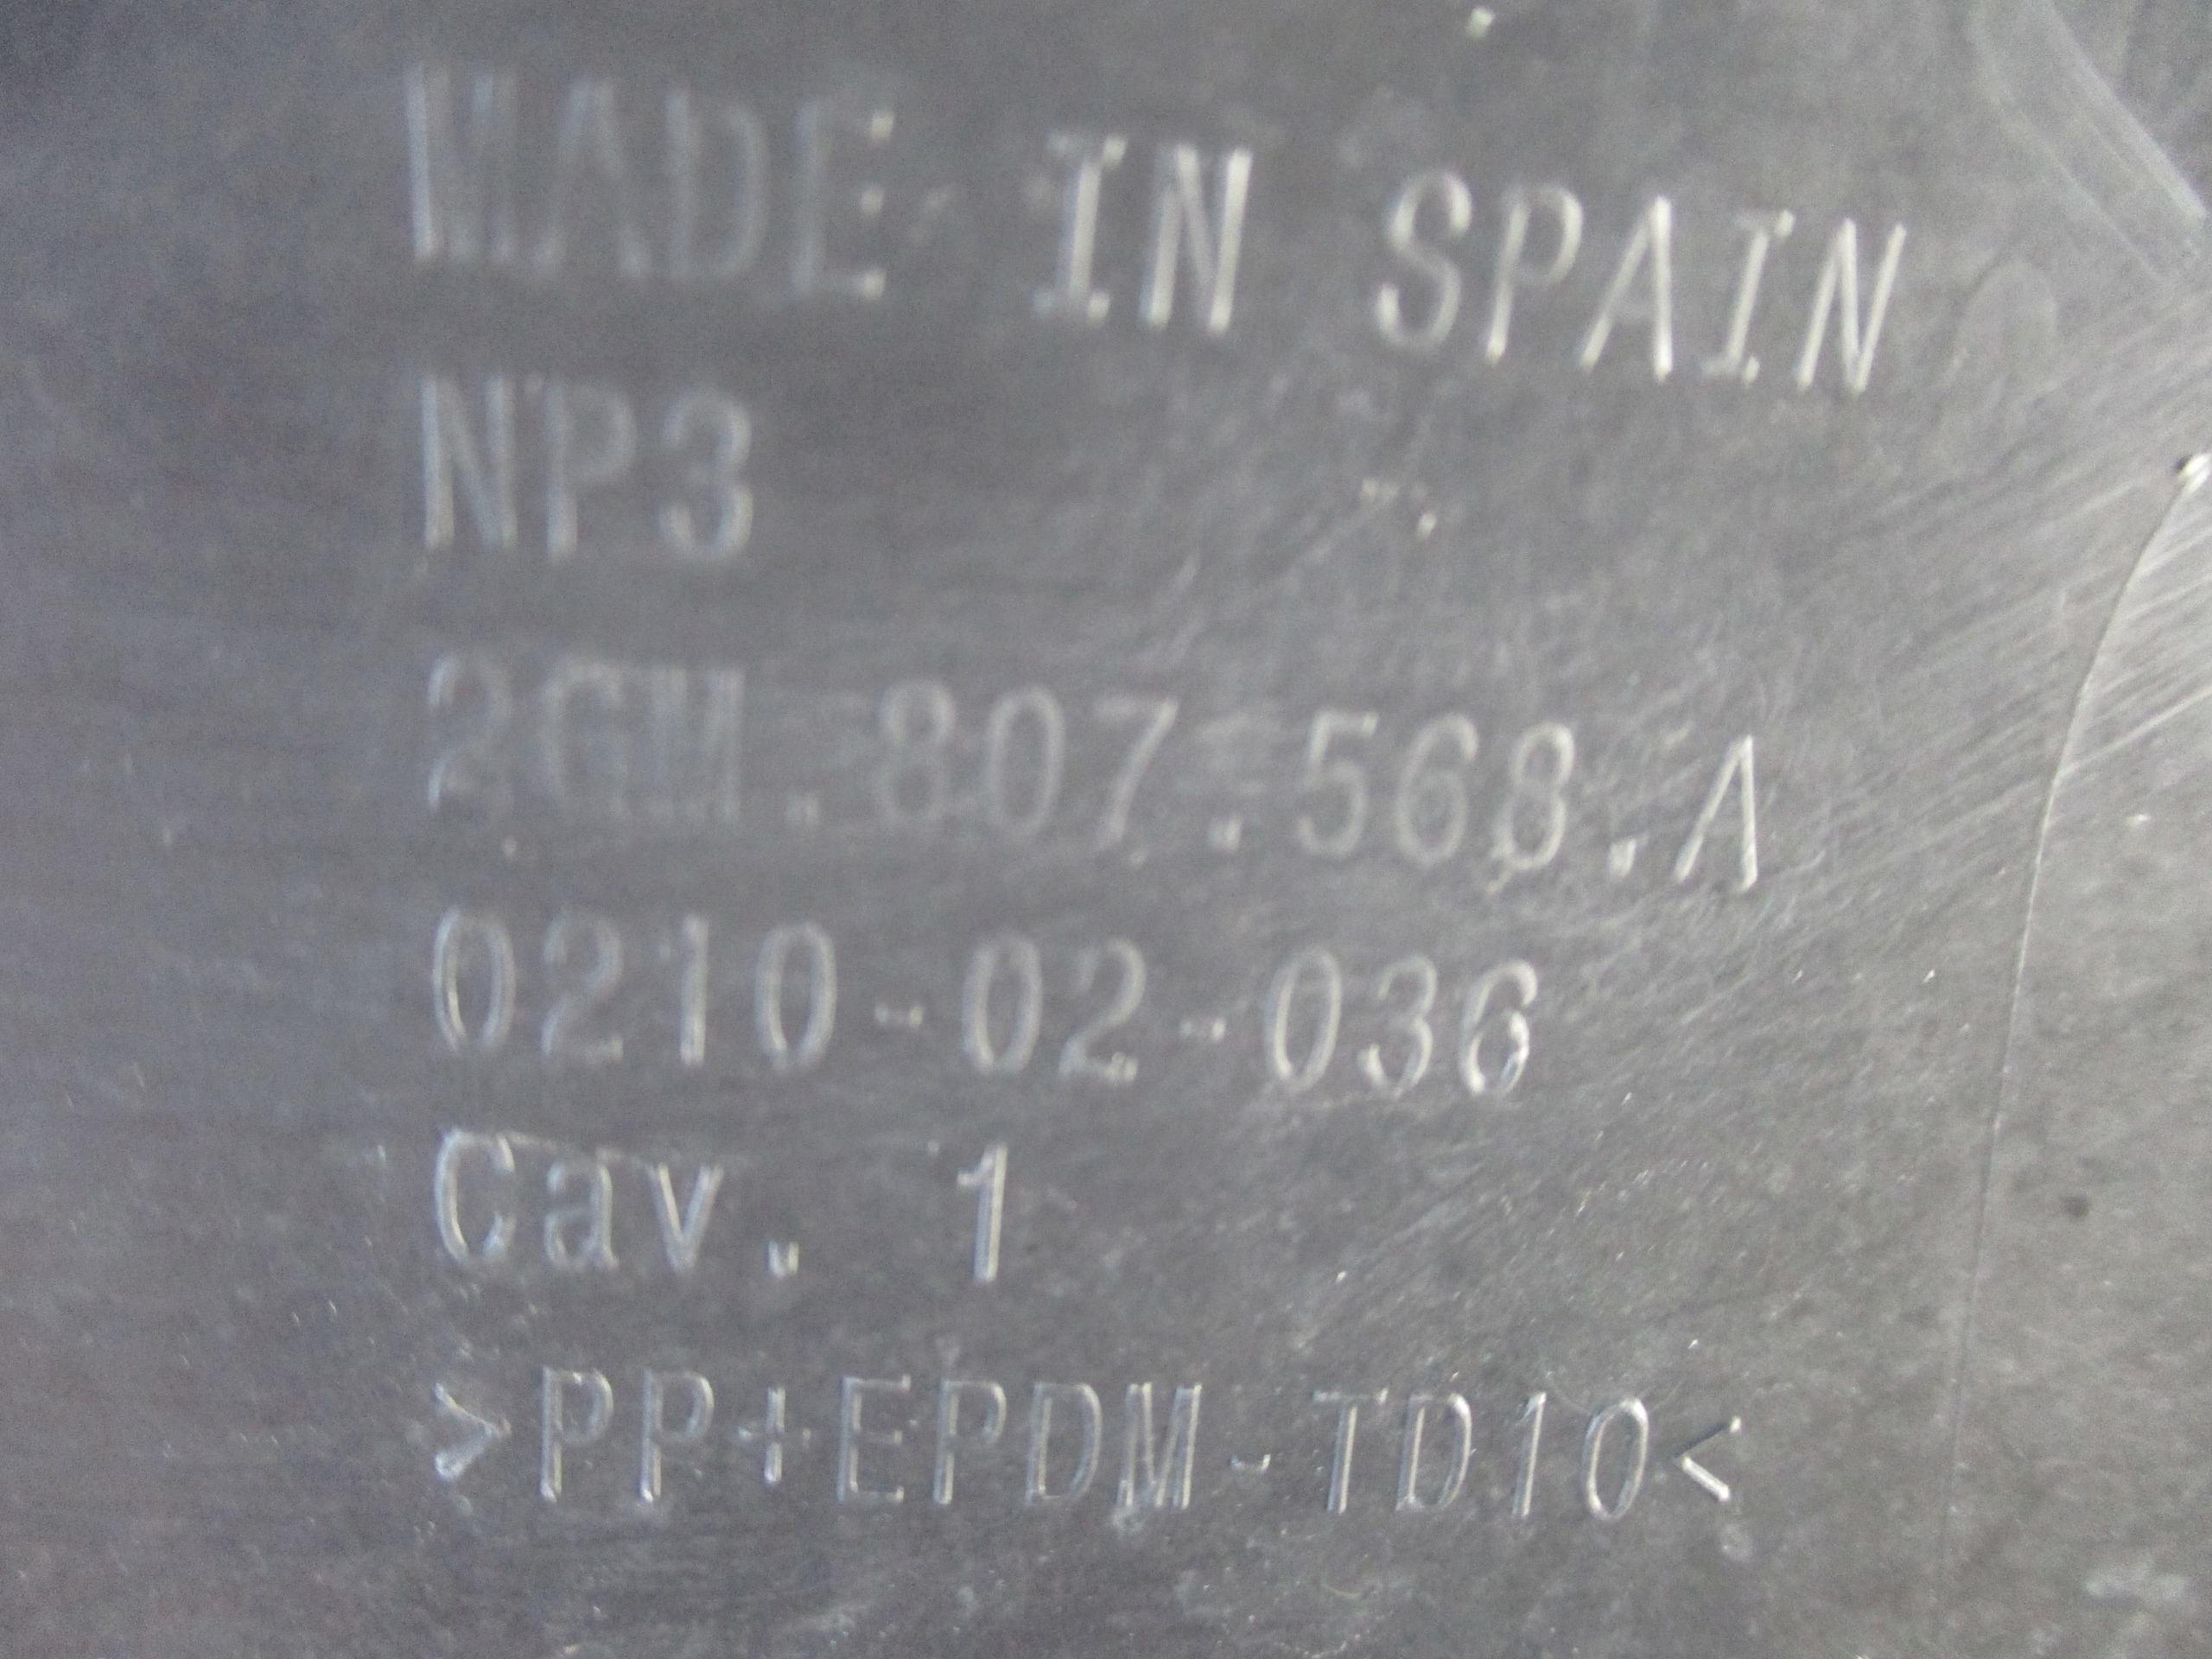 MADE IN SPAIN
NP3
2GM.807.568.A
0210-02-036
Cav. 1
>PP+EPDM-TD10<